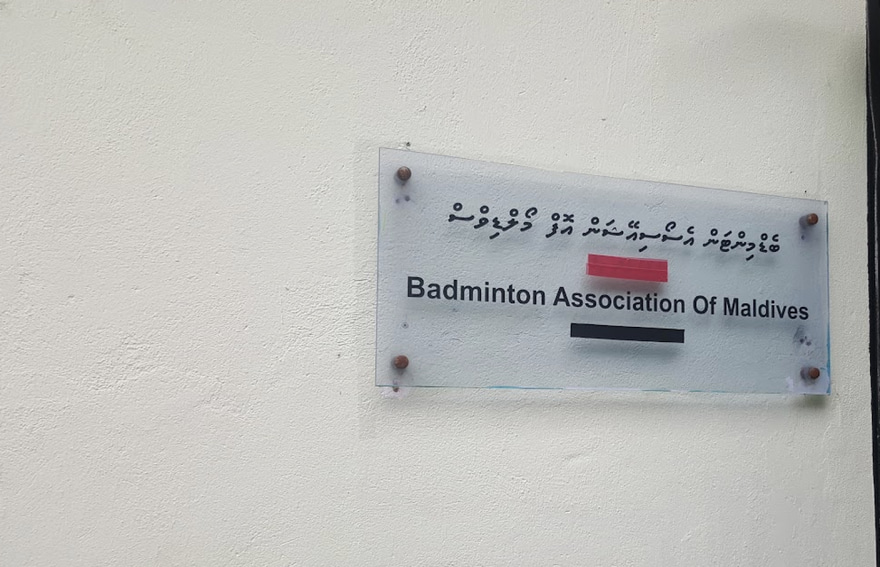 ބެޑްމިންޓަން އެސޯސިއޭޝަން އޮފް މޯލްޑިވްސް
Badminton Association Of Maldives